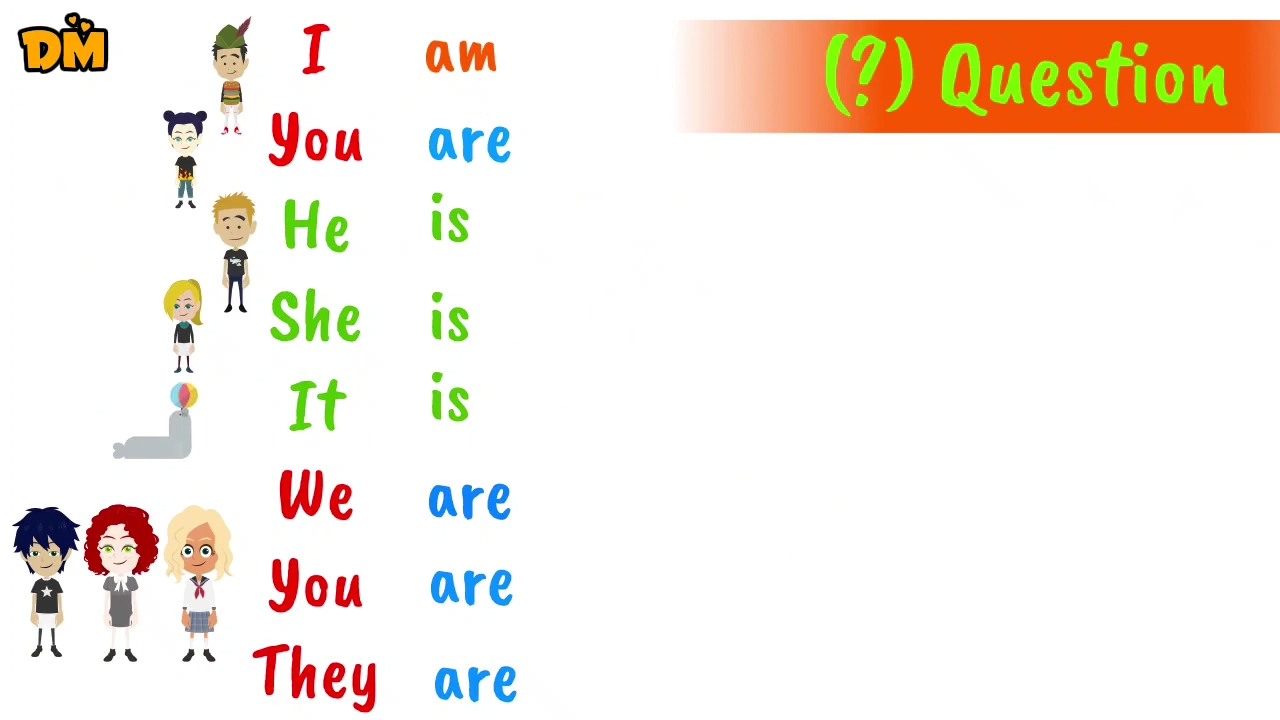 DM
I am
(?) Question
You are
He is
She is
It is
We are
You are
They are